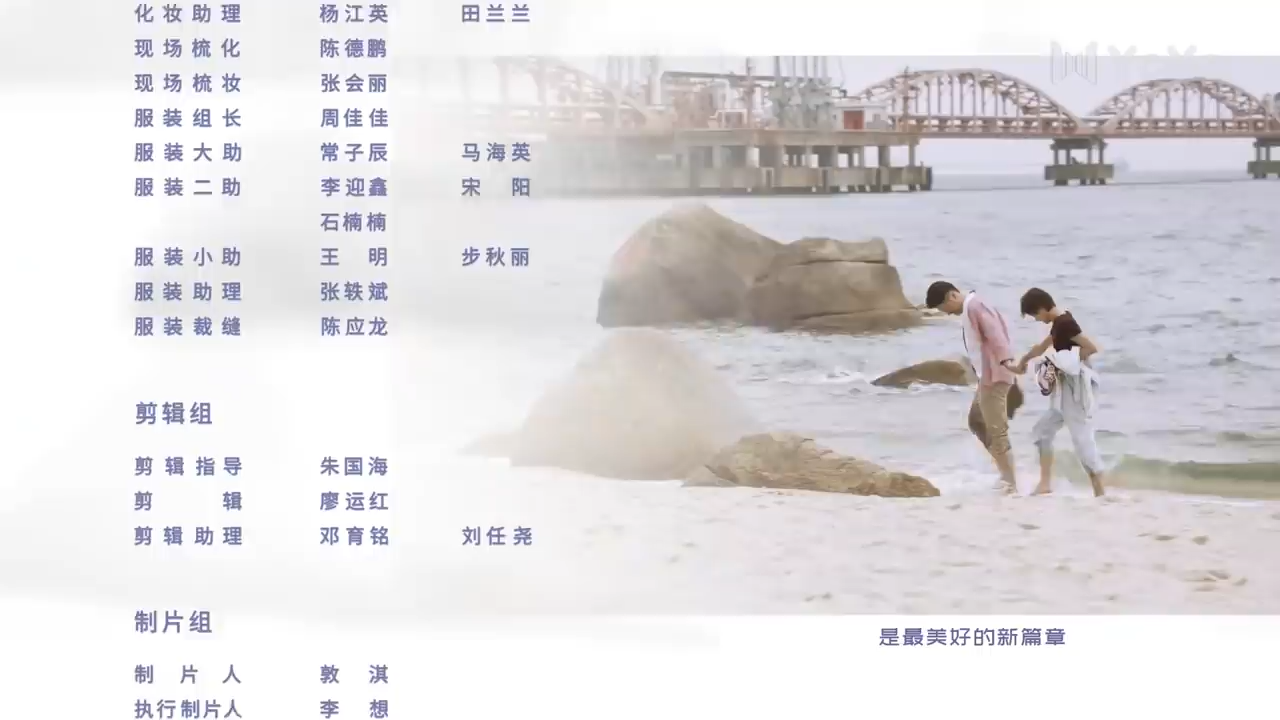 化妆助理 杨江英 田兰兰
现场梳化 陈德鹏
现场梳妆 张会丽
服装组长 周佳佳
服装大助 常子辰 马海英
服装二助 李迎鑫 宋阳
石楠楠
服装小助 王明 步秋丽
服装助理 张轶斌
服装裁缝 陈应龙
剪辑组
剪辑指导 朱国海
剪辑 廖运红
剪辑助理 邓育铭 刘任尧
制片组
制片人 敦淇
执行制片人 李想
是最美好的新篇章